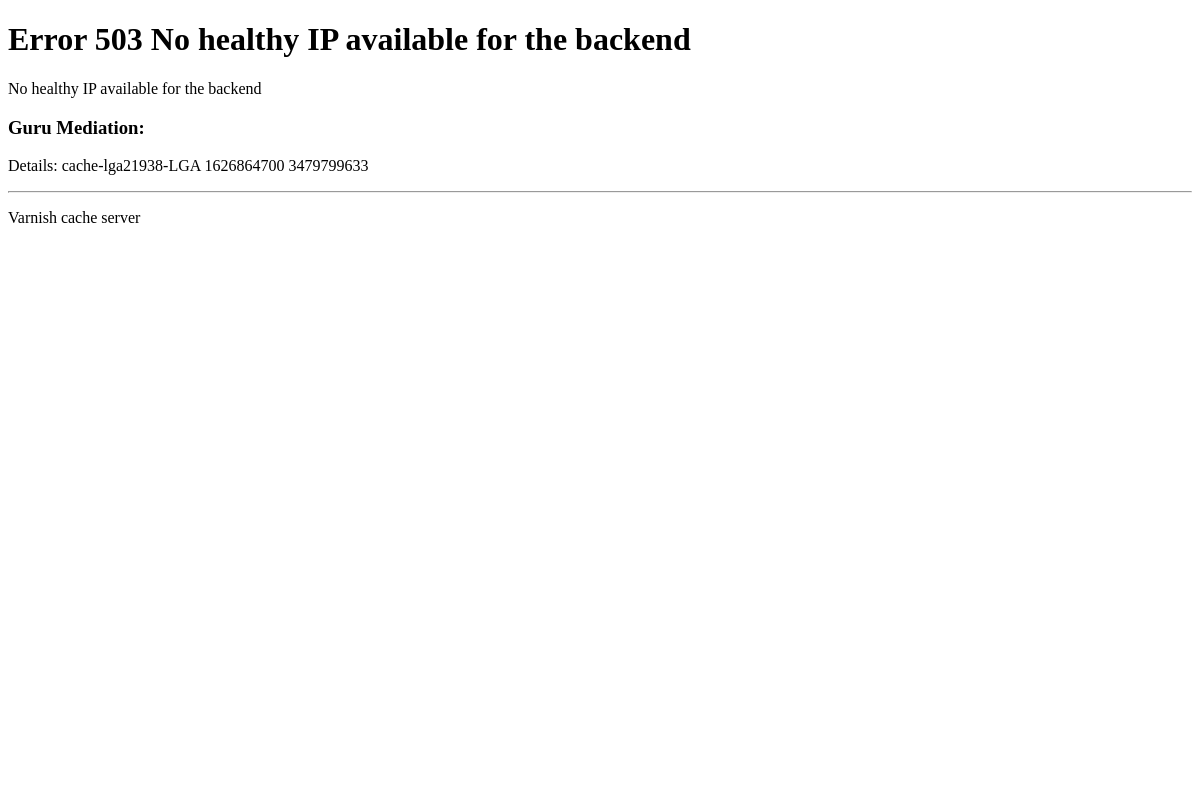 Error 503 No healthy IP available for the backend
No healthy IP available for the backend
Guru Mediation:
Details: cache-lga21938-LGA 1626864700 3479799633
Varnish cache server